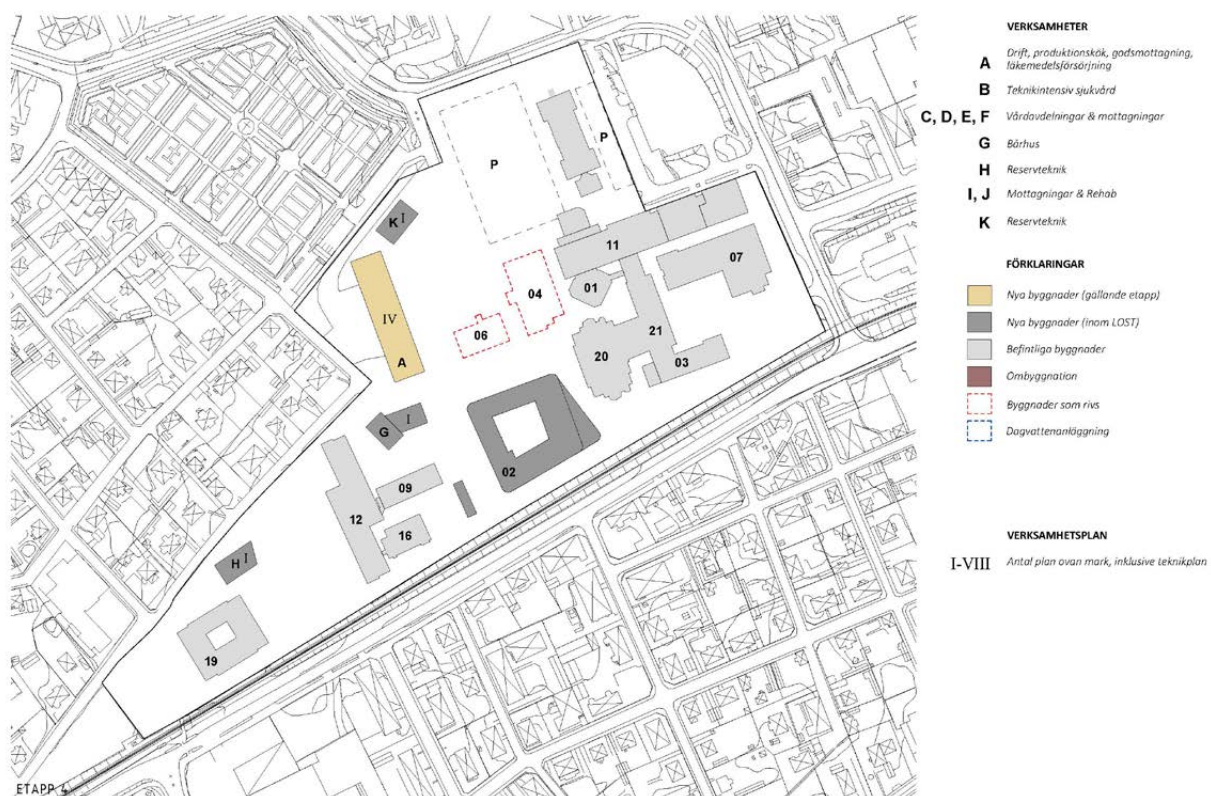 VERKSAMHETER
A Drift, produktionskök, godsmottagning,
läkemedelsförsörjning
B Teknikintensiv sjukvård
C, D, E, F Vårdavdelningar & mottagningar
G Bårhus
H Reservteknik
I, J Mottagningar & Rehab
K Reservteknik
FÖRKLARINGAR
Nya byggnader (gällande etapp)
Nya byggnader (inom LOST)
Befintliga byggnader
Ombyggnation
Byggnader som rivs
Dagvattenanläggning
VERKSAMHETSPLAN
I-VIII Antal plan ovan mark, inklusive teknikplan
P
P
K I
11
07
01
04
IV
06
21
20
03
A
G I
02
09
12
16
H I
19
ETAPP 4